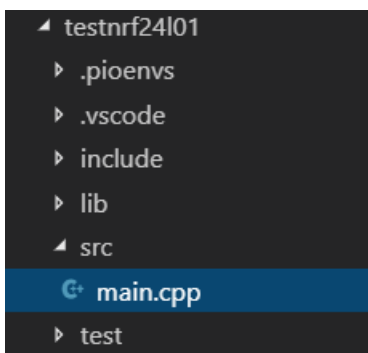 testnrf24l01
.pioenvs
.vscode
include
lib
src
main.cpp
test